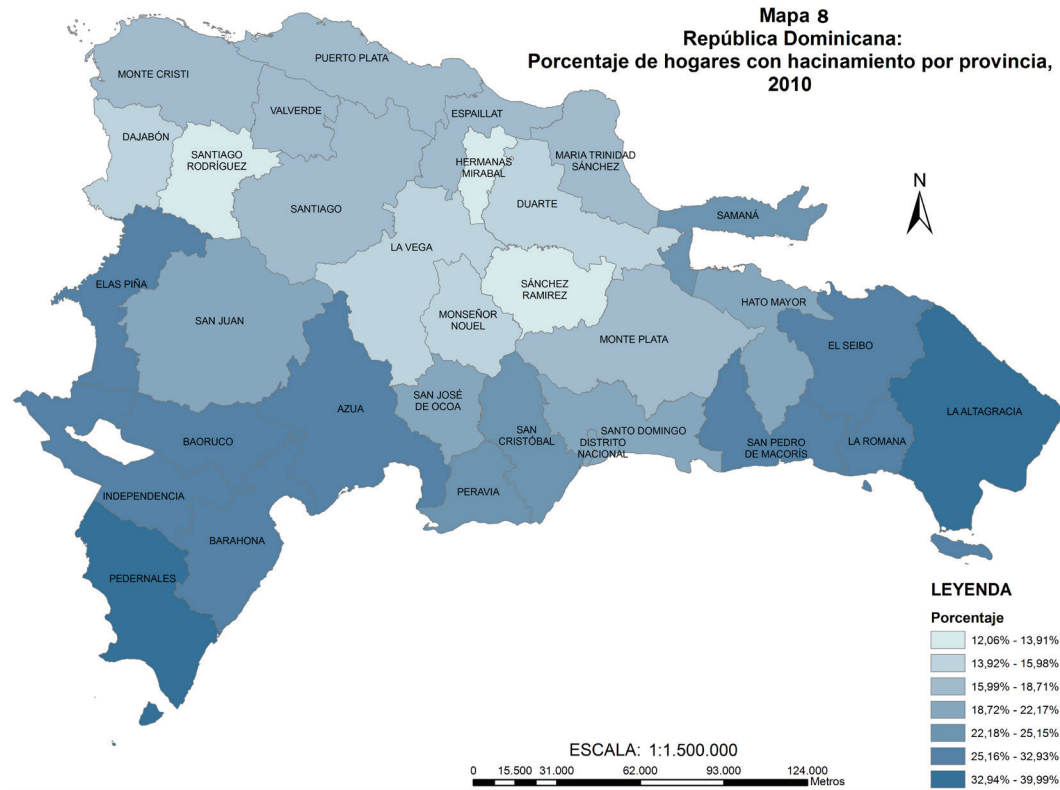 Mapa 8
República Dominicana:
Porcentaje de hogares con hacinamiento por provincia,
2010
PUERTO PLATA
MONTE CRISTI
VALVERDE
ESPAILLAT
DAJABÓN
SANTIAGO
RODRÍGUEZ
HERMANAS
MIRABAL
MARIA TRINIDAD
SÁNCHEZ
SANTIAGO
DUARTE
SAMANÁ
N
LA VEGA
ELAS PIÑA
SÁNCHEZ
RAMIREZ
HATO MAYOR
SAN JUAN
MONSEÑOR
NOUEL
MONTE PLATA
EL SEIBO
AZUA
SAN JOSÉ
DE OCOA
LA ALTAGRACIA
SAN
CRISTÓBAL
SANTO DOMINGO
DISTRITO
NACIONAL
SAN PEDRO
DE MACORÍS
LA ROMANA
BAORUCO
INDEPENDENCIA
PERAVIA
BARAHONA
PEDERNALES
LEYENDA
Porcentaje
12,06% - 13,91%
13,92% - 15,98%
15,99% - 18,71%
18,72% - 22,17%
22,18% - 25,15%
25,16% - 32,93%
32,94% - 39,99%
ESCALA: 1:1.500.000
0 15.500 31.000 62.000 93.000 124.000
Metros